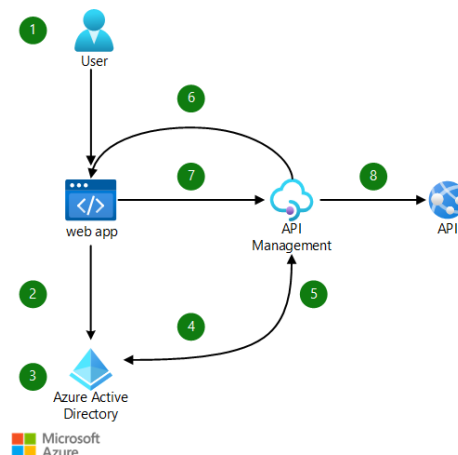 1
User
6
7
8
web app
API
Management
API
2
4
5
3
Azure Active
Directory
Microsoft
Azure